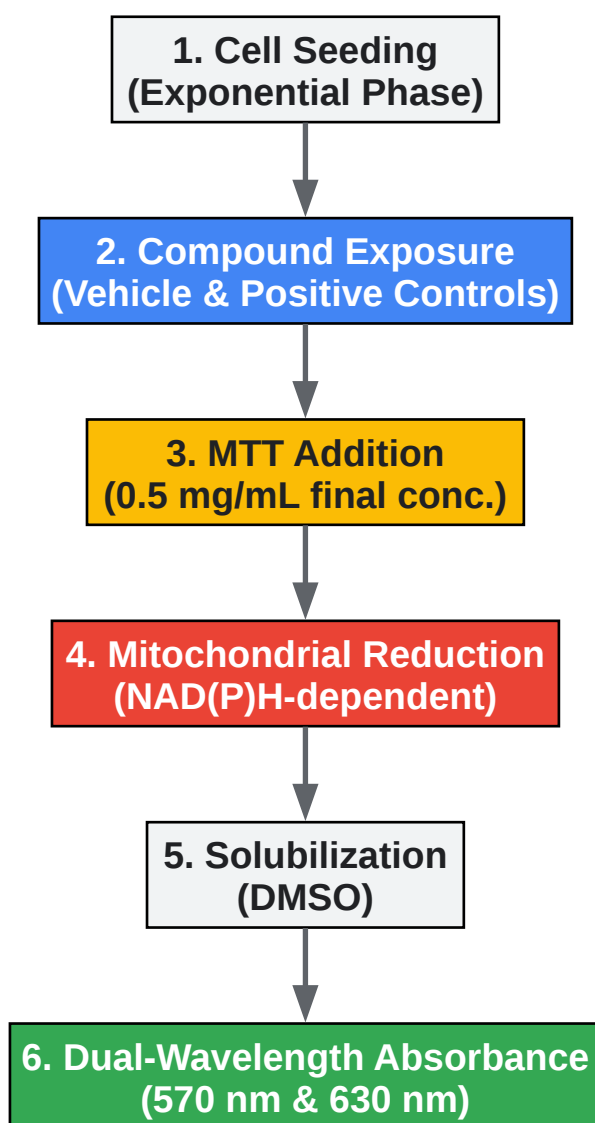 1. Cell Seeding
(Exponential Phase)
2. Compound Exposure
(Vehicle & Positive Controls)
3. MTT Addition
(0.5 mg/mL final conc.)
4. Mitochondrial Reduction
(NAD(P)H-dependent)
5. Solubilization
(DMSO)
6. Dual-Wavelength Absorbance
(570 nm & 630 nm)